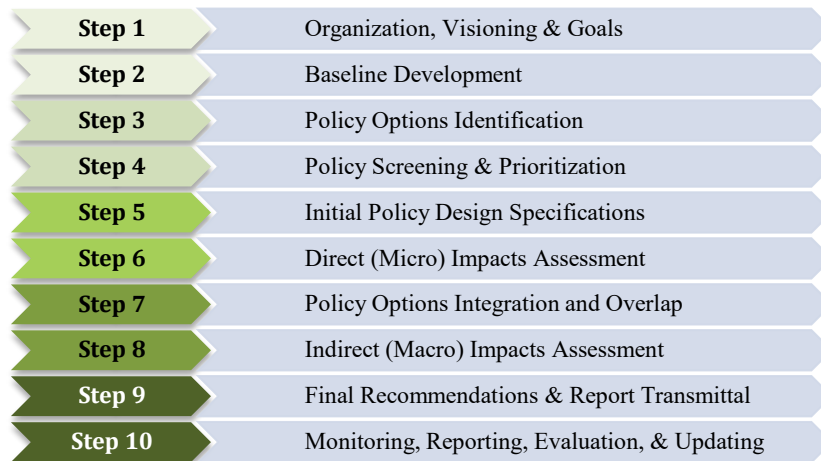 Step 1 Organization, Visioning & Goals
Step 2 Baseline Development
Step 3 Policy Options Identification
Step 4 Policy Screening & Prioritization
Step 5 Initial Policy Design Specifications
Step 6 Direct (Micro) Impacts Assessment
Step 7 Policy Options Integration and Overlap
Step 8 Indirect (Macro) Impacts Assessment
Step 9 Final Recommendations & Report Transmittal
Step 10 Monitoring, Reporting, Evaluation, & Updating